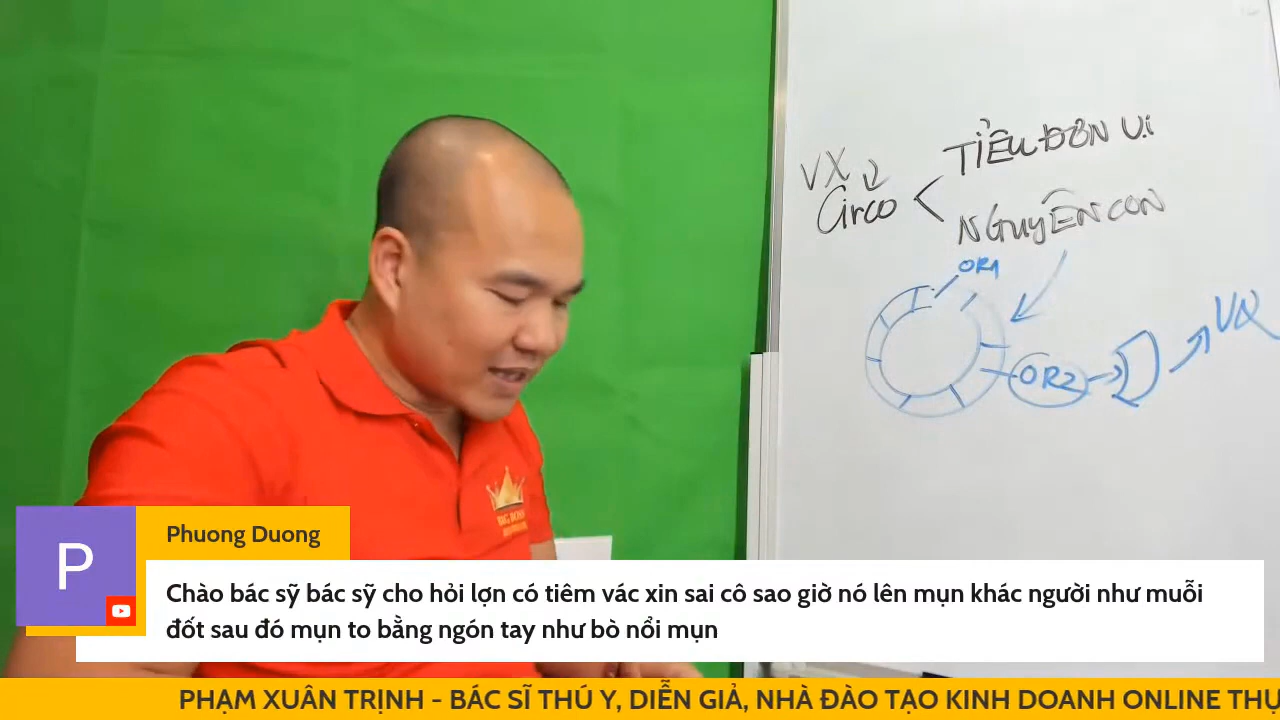 VX
Circo
TIỂU ĐƠN VỊ
NGUYÊN CON
OR1
OR2
VX
P
Phuong Duong
Chào bác sỹ bác sỹ cho hỏi lợn có tiêm vác xin sai cô sao giờ nó lên mụn khác người như muỗi
đốt sau đó mụn to bằng ngón tay như bò nổi mụn
PHẠM XUÂN TRỊNH - BÁC SĨ THÚ Y, DIỄN GIẢ, NHÀ ĐÀO TẠO KINH DOANH ONLINE THỤ